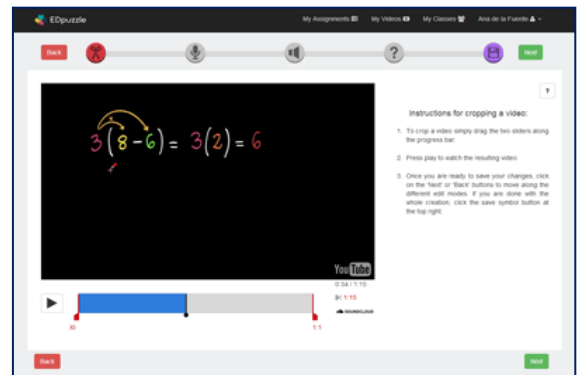 EDpuzzle
My Assignments My Videos My Classes Ana de la Fuente
Back ? Next
?
3(8-6)= 3(2)= 6
Instructions for cropping a video:
1. To crop a video simply drag the two sliders along
the progress bar.
2. Press play to watch the resulting video
3. Once you are ready to save your changes, click
on the 'Next' or 'Back' buttons to move along the
different edit modes. If you are done with the
whole creation, click the save symbol button at
the top right.
YouTube
0:34 / 1:15
1:15
SOUNDCLOUD
1:1
Back Next